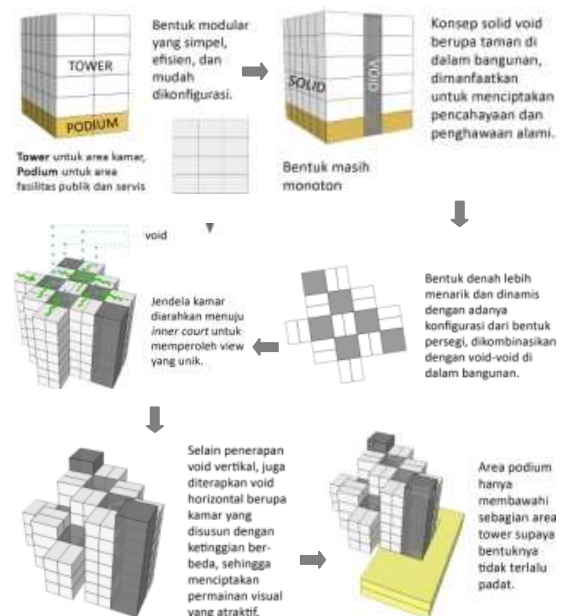 Bentuk modular
yang simpel,
efisien, dan
mudah
dikonfigurasi.
TOWER
PODIUM
Tower untuk area kamar,
Podium untuk area
fasilitas publik dan servis
SOLID
VOID
Bentuk masih
monoton
Konsep solid void
berupa taman di
dalam bangunan,
dimanfaatkan
untuk menciptakan
pencahayaan dan
penghawaan alami.
void
Jendela kamar
diarahkan menuju
inner court untuk
memperoleh view
yang unik.
Bentuk denah lebih
menarik dan dinamis
dengan adanya
konfigurasi dari bentuk
persegi, dikombinasikan
dengan void-void di
dalam bangunan.
Selain penerapan
void vertikal, juga
diterapkan void
horizontal berupa
kamar yang
disusun dengan
ketinggian ber-
beda, sehingga
menciptakan
permainan visual
yang atraktif.
Area podium
hanya
membawahi
sebagian area
tower supaya
bentuknya
tidak terlalu
padat.